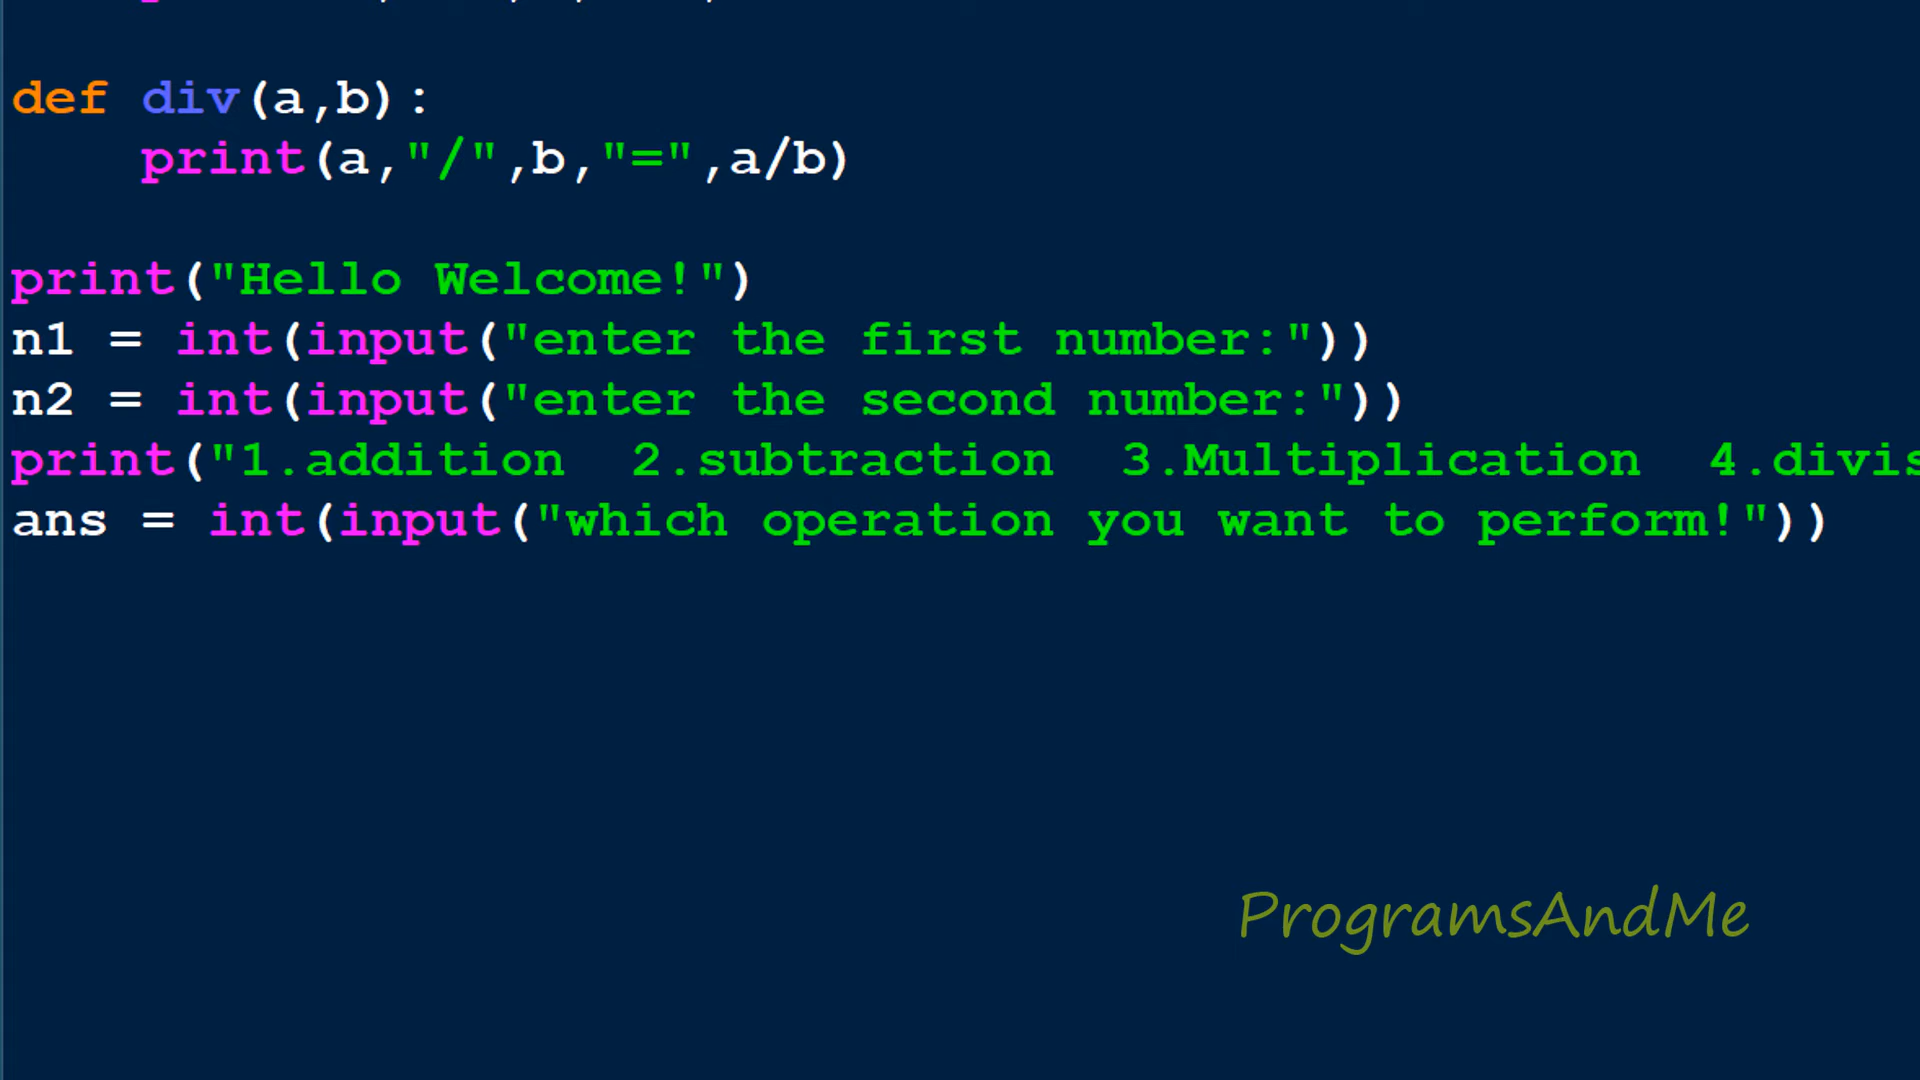 def div(a,b):
    print(a,"/",b,"=",a/b)
print("Hello Welcome!")
n1 = int(input("enter the first number:"))
n2 = int(input("enter the second number:"))
print("1.addition  2.subtraction  3.Multiplication  4.divis
ans = int(input("which operation you want to perform!"))
ProgramsAndMe